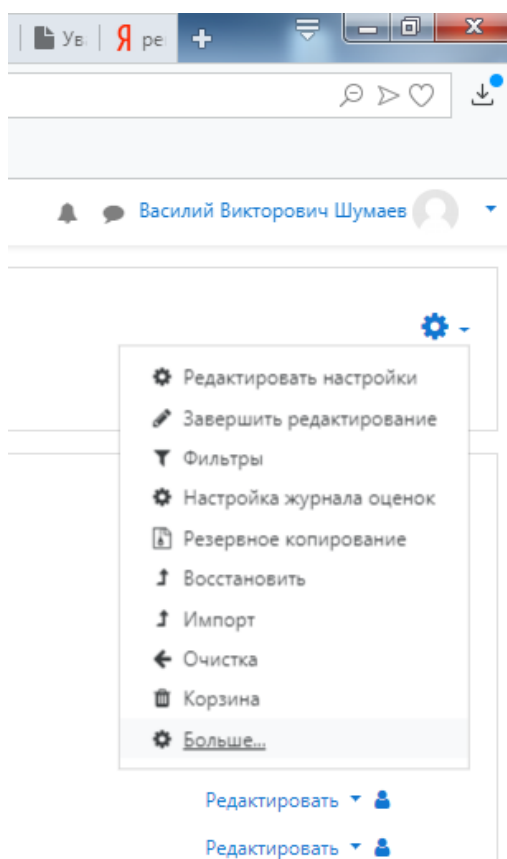 Ув
Я ре
Василий Викторович Шумаев
Редактировать настройки
Завершить редактирование
Фильтры
Настройка журнала оценок
Резервное копирование
Восстановить
Импорт
Очистка
Корзина
Больше...
Редактировать
Редактировать